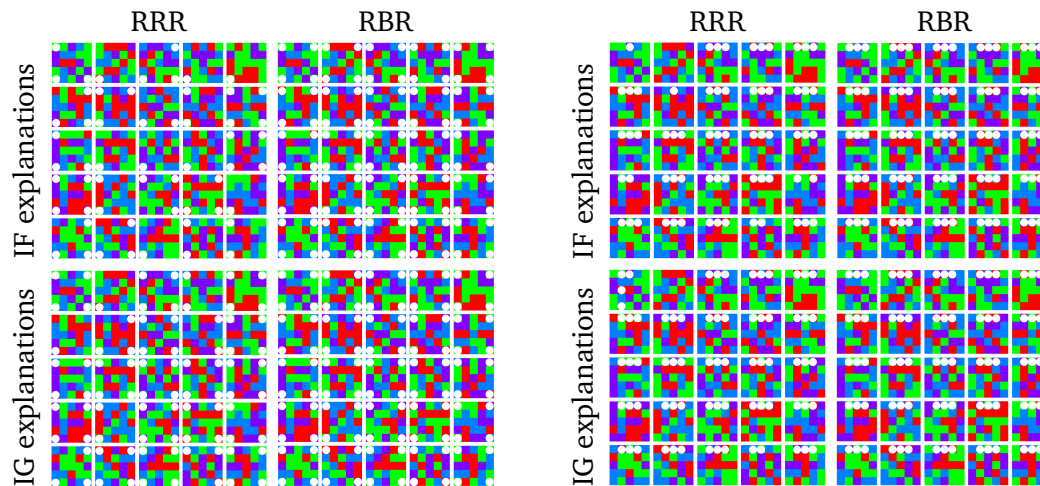 RRR RBR RRR RBR
IF explanations
IG explanations
IF explanations
IG explanations